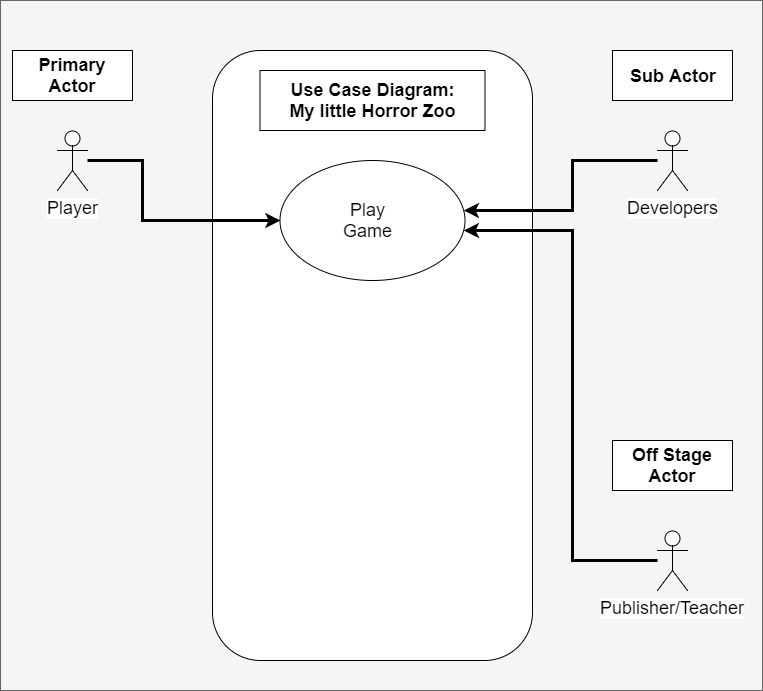 Primary
Actor
Use Case Diagram:
My little Horror Zoo
Sub Actor
Player
Play
Game
Developers
Off Stage
Actor
Publisher/Teacher